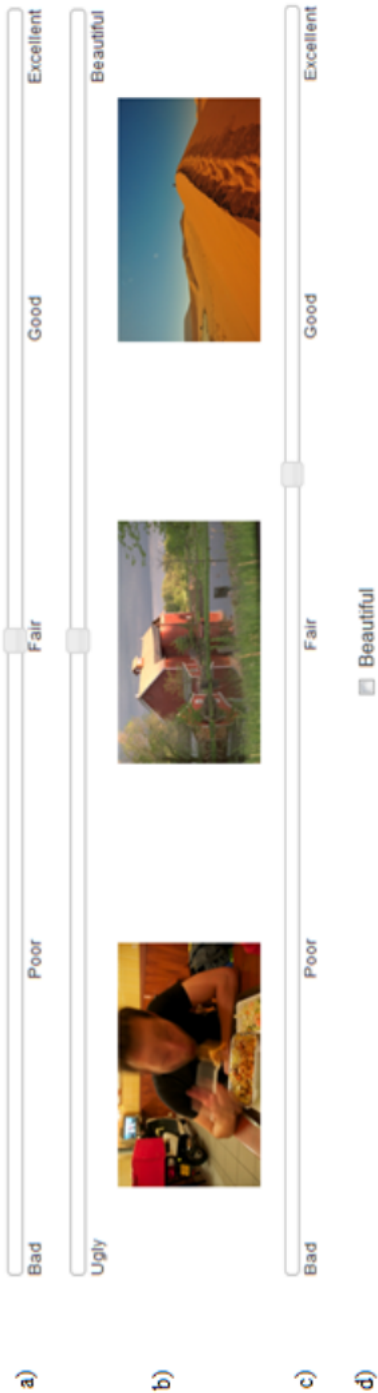 a)
Bad Poor Fair Good Excellent
Ugly Beautiful
b)
c)
Bad Poor Fair Good Excellent
d)
Beautiful